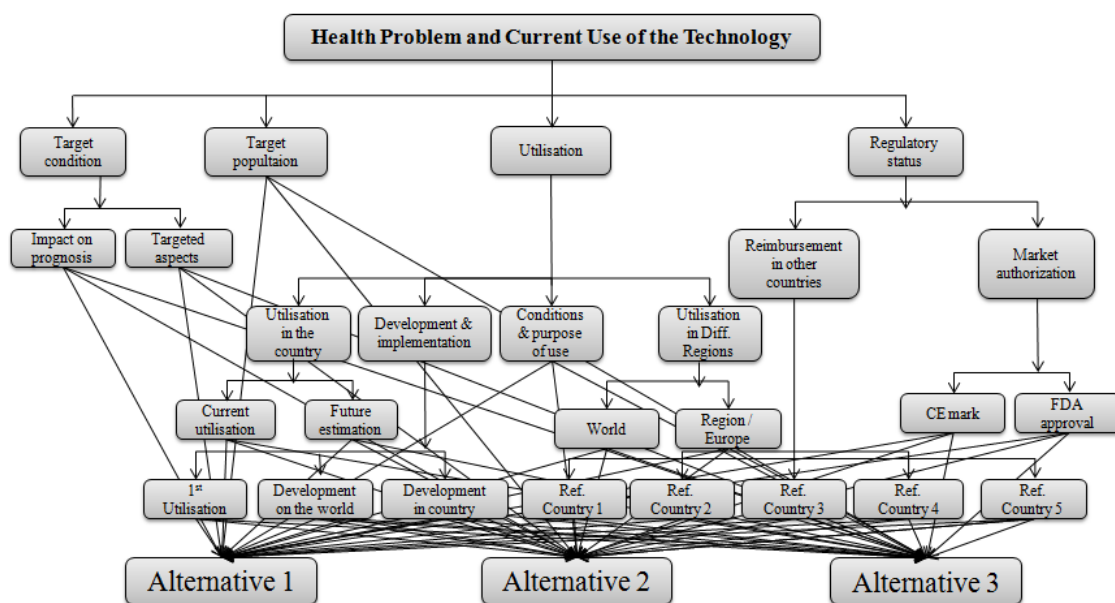 Health Problem and Current Use of the Technology
Target
condition
Target
popultaion
Utilisation
Regulatory
status
Impact on
prognosis
Targeted
aspects
Reimbursement
in other
countries
Market
authorization
Utilisation
in the
country
Development &
implementation
Conditions
& purpose
of use
Utilisation
in Diff.
Regions
Current
utilisation
Future
estimation
World
Region /
Europe
CE mark
FDA
approval
1st
Utilisation
Development
on the world
Development
in country
Ref.
Country 1
Ref.
Country 2
Ref.
Country 3
Ref.
Country 4
Ref.
Country 5
Alternative 1
Alternative 2
Alternative 3